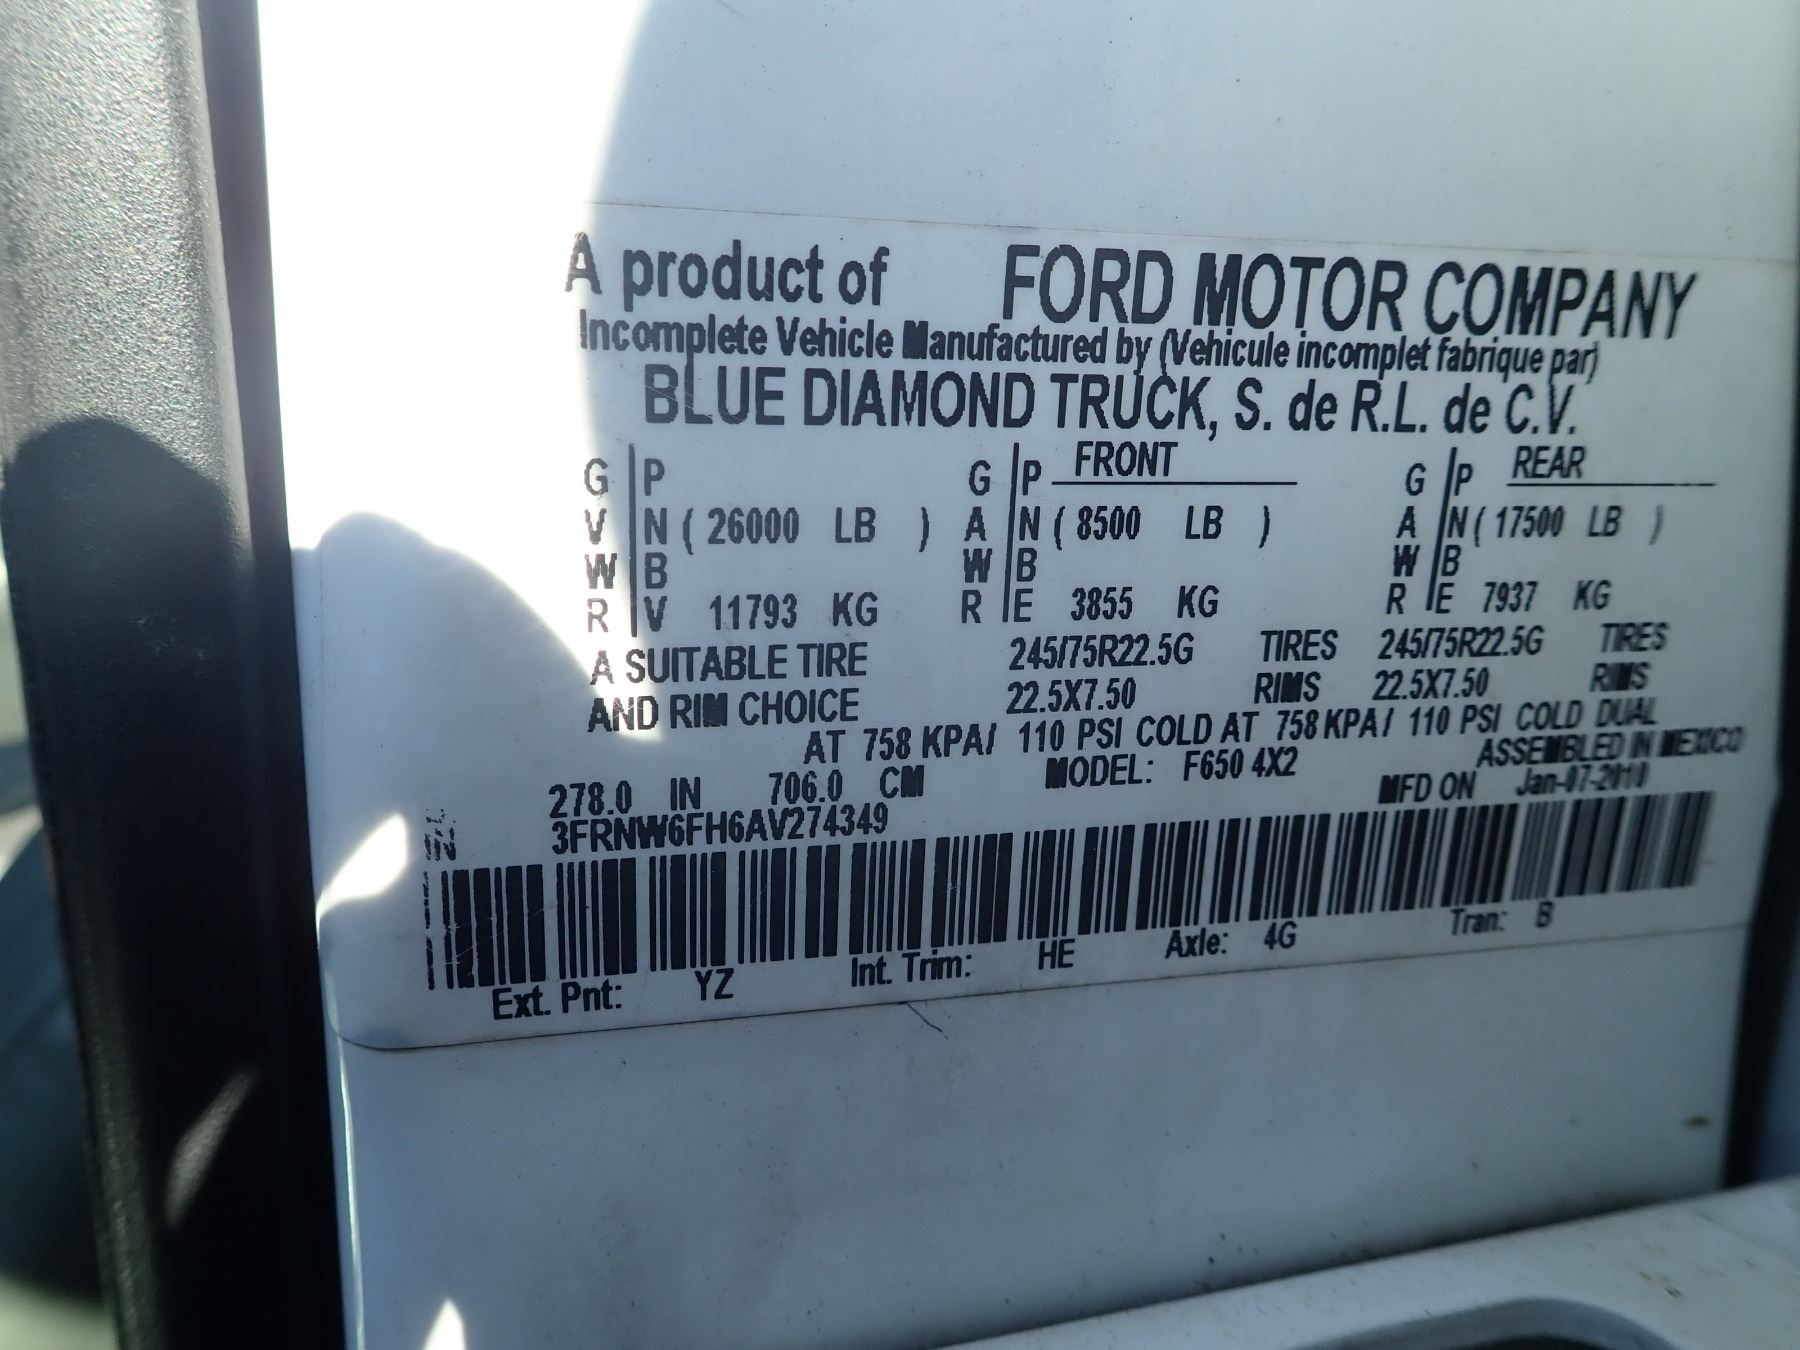 A product of FORD MOTOR COMPANY
Incomplete Vehicle Manufactured by (Vehicule incomplet fabrique par)
BLUE DIAMOND TRUCK, S. de R.L. de C.V.
G P G P FRONT G P REAR
V N ( 26000 LB ) A N ( 8500 LB ) A N ( 17500 LB )
W B W B W B
R V 11793 KG R E 3855 KG R E 7937 KG
A SUITABLE TIRE 245/75R22.5G TIRES 245/75R22.5G TIRES
AND RIM CHOICE 22.5X7.50 RIMS 22.5X7.50 RIMS
AT 758 KPA/ 110 PSI COLD AT 758 KPA/ 110 PSI COLD DUAL
278.0 IN 706.0 CM MODEL: F650 4X2 ASSEMBLED IN MEXICO
3FRNW6FH6AV274349 MFD ON Jan-07-2010
Ext. Pnt: YZ Int. Trim: HE Axle: 4G Tran: B